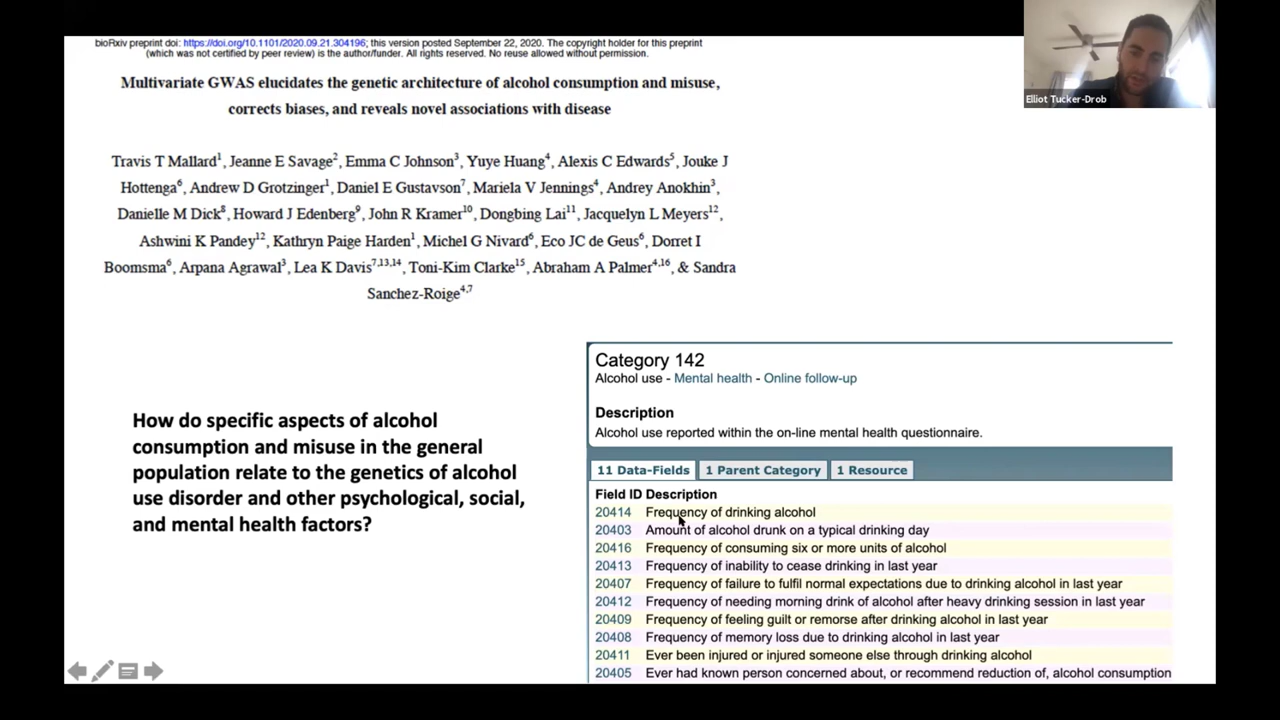 bioRxiv preprint doi: https://doi.org/10.1101/2020.09.21.304196; this version posted September 22, 2020. The copyright holder for this preprint
(which was not certified by peer review) is the author/funder. All rights reserved. No reuse allowed without permission.
Multivariate GWAS elucidates the genetic architecture of alcohol consumption and misuse,
corrects biases, and reveals novel associations with disease
Travis T Mallard1, Jeanne E Savage2, Emma C Johnson3, Yuye Huang4, Alexis C Edwards5, Jouke J
Hottenga6, Andrew D Grotzinger1, Daniel E Gustavson7, Mariela V Jennings4, Andrey Anokhin3,
Danielle M Dick8, Howard J Edenberg9, John R Kramer10, Dongbing Lai11, Jacquelyn L Meyers12,
Ashwini K Pandey12, Kathryn Paige Harden1, Michel G Nivard6, Eco JC de Geus6, Dorret I
Boomsma6, Arpana Agrawal3, Lea K Davis7,13,14, Toni-Kim Clarke15, Abraham A Palmer4,16, & Sandra
Sanchez-Roige4,7
Elliot Tucker-Drob
How do specific aspects of alcohol
consumption and misuse in the general
population relate to the genetics of alcohol
use disorder and other psychological, social,
and mental health factors?
Category 142
Alcohol use - Mental health - Online follow-up
Description
Alcohol use reported within the on-line mental health questionnaire.
11 Data-Fields 1 Parent Category 1 Resource
Field ID Description
20414 Frequency of drinking alcohol
20403 Amount of alcohol drunk on a typical drinking day
20416 Frequency of consuming six or more units of alcohol
20413 Frequency of inability to cease drinking in last year
20407 Frequency of failure to fulfil normal expectations due to drinking alcohol in last year
20412 Frequency of needing morning drink of alcohol after heavy drinking session in last year
20409 Frequency of feeling guilt or remorse after drinking alcohol in last year
20408 Frequency of memory loss due to drinking alcohol in last year
20411 Ever been injured or injured someone else through drinking alcohol
20405 Ever had known person concerned about, or recommend reduction of, alcohol consumption